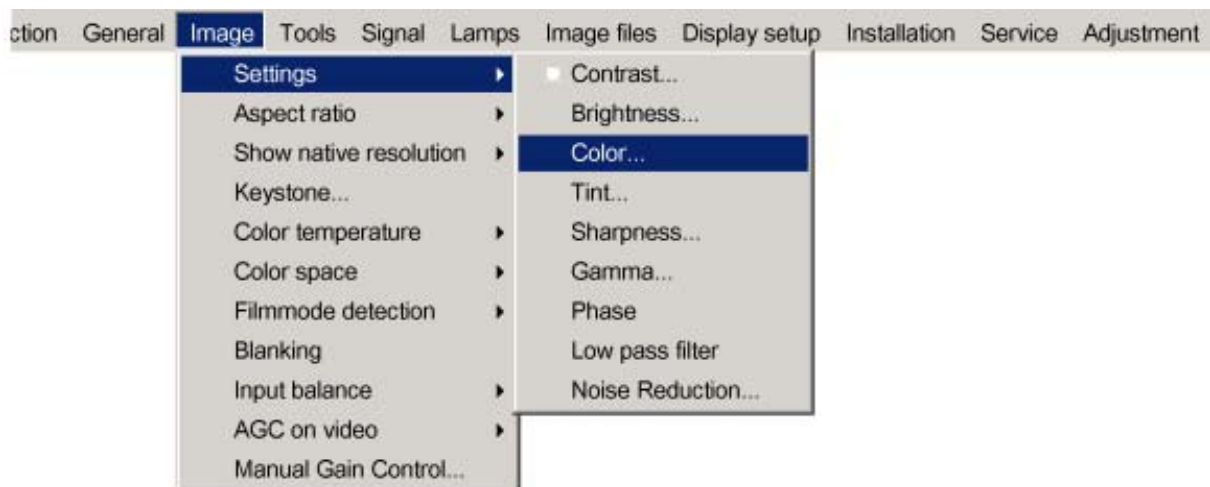 ction General Image Tools Signal Lamps Image files Display setup Installation Service Adjustment
Settings
Aspect ratio
Show native resolution
Keystone...
Color temperature
Color space
Filmmode detection
Blanking
Input balance
AGC on video
Manual Gain Control...
Contrast...
Brightness...
Color...
Tint...
Sharpness...
Gamma...
Phase
Low pass filter
Noise Reduction...